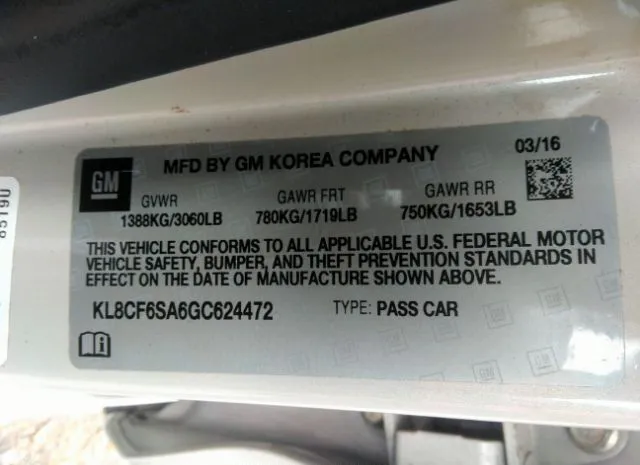 MFD BY GM KOREA COMPANY 03/16
GM
GVWR GAWR FRT GAWR RR
1388KG/3060LB 780KG/1719LB 750KG/1653LB
THIS VEHICLE CONFORMS TO ALL APPLICABLE U.S. FEDERAL MOTOR
VEHICLE SAFETY, BUMPER, AND THEFT PREVENTION STANDARDS IN
EFFECT ON THE DATE OF MANUFACTURE SHOWN ABOVE.
KL8CF6SA6GC624472 TYPE: PASS CAR